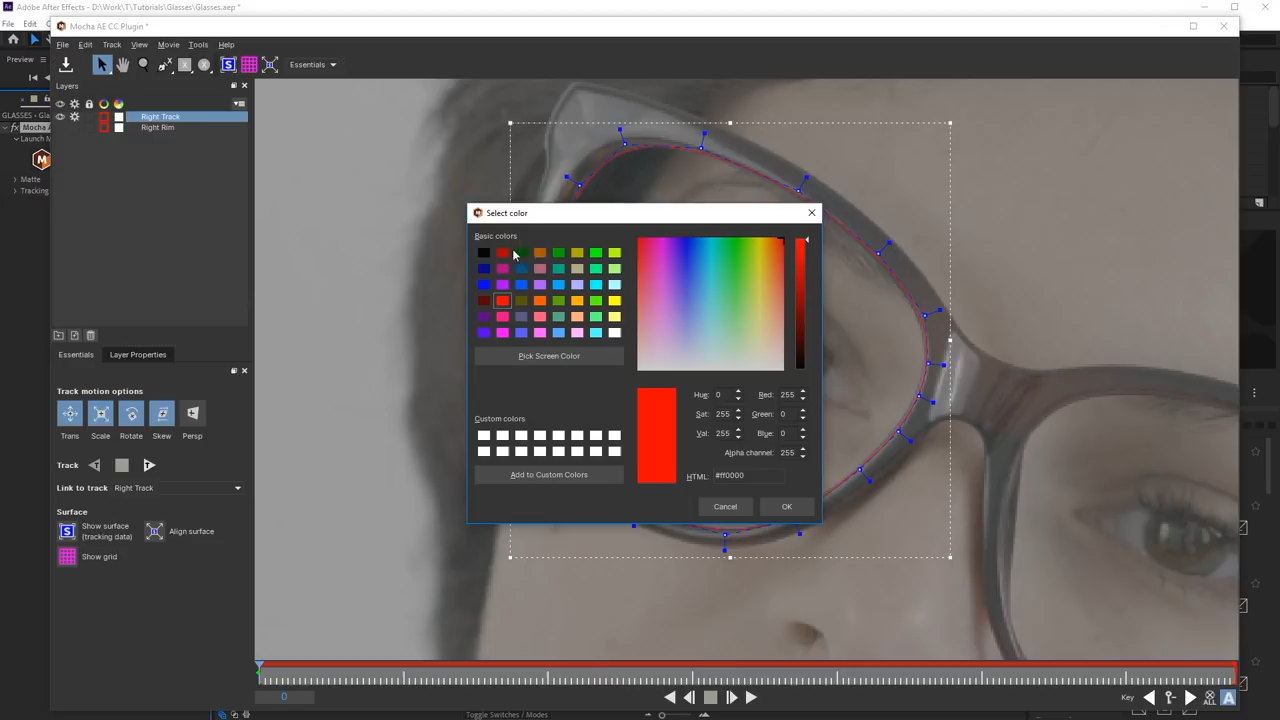 Adobe After Effects - D:\Work\T\Tutorials\Glasses\Glasses.aep *
File Edit
Mocha AE CC Plugin *
File Edit Track View Movie Tools Help
Preview
Essentials
Layers
GLASSES
Mocha A
Launch M
Matte
Tracking
Right Track
Right Rim
Select color
Basic colors
Pick Screen Color
Custom colors
Add to Custom Colors
Hue: 0 Red: 255
Sat: 255 Green: 0
Val: 255 Blue: 0
Alpha channel: 255
HTML: #ff0000
Cancel OK
Essentials Layer Properties
Track motion options
Trans Scale Rotate Skew Persp
Track
Link to track Right Track
Surface
Show surface
(tracking data)
Align surface
Show grid
0
Key
ALL
A
Toggle Switches / Modes